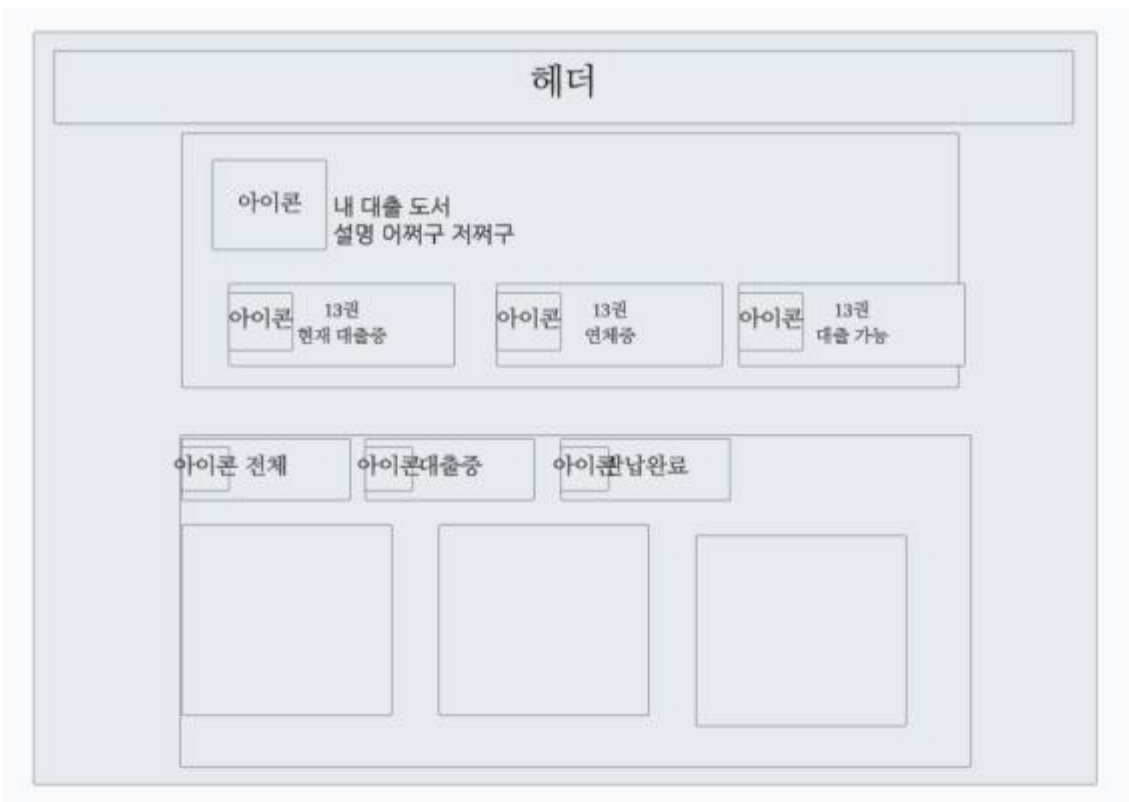 헤더
아이콘
내 대출 도서
설명 어쩌구 저쩌구
아이콘
13권
현재 대출중
아이콘
13권
연체중
아이콘
13권
대출 가능
아이콘 전체
아이콘 대출중
아이콘 반납완료